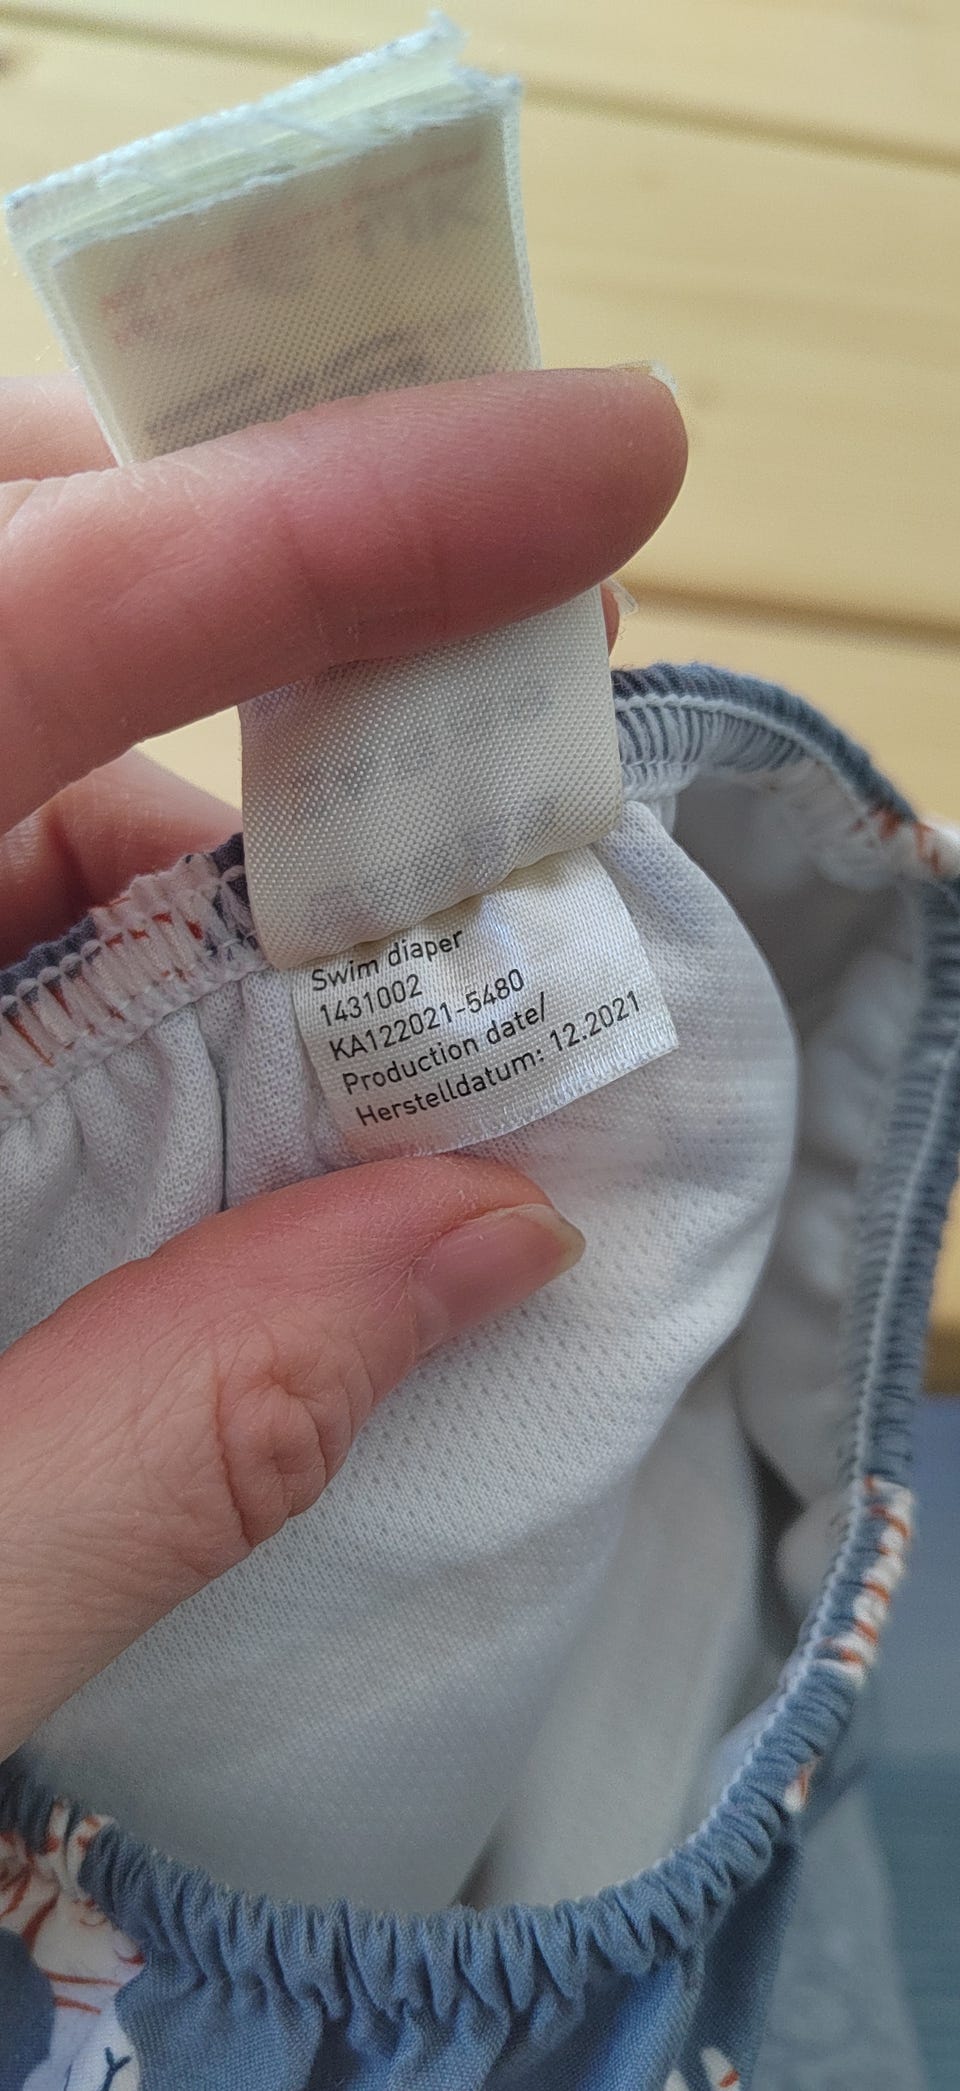 Swim diaper
1431002
KA122021-5480
Production date/
Herstelldatum: 12.2021